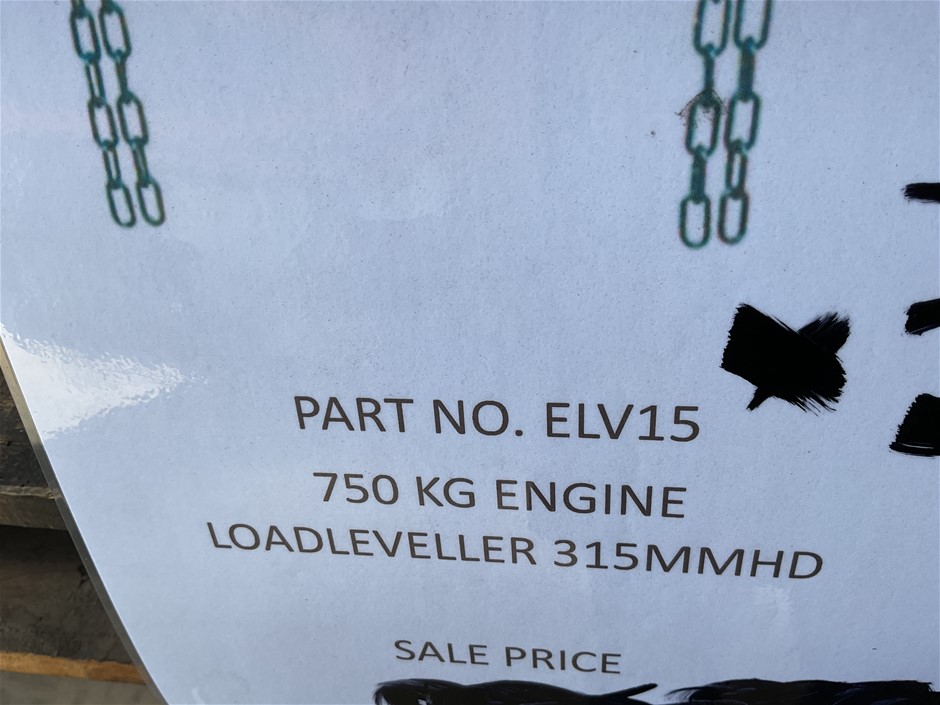 PART NO. ELV15
750 KG ENGINE
LOADLEVELLER 315MMHD
SALE PRICE